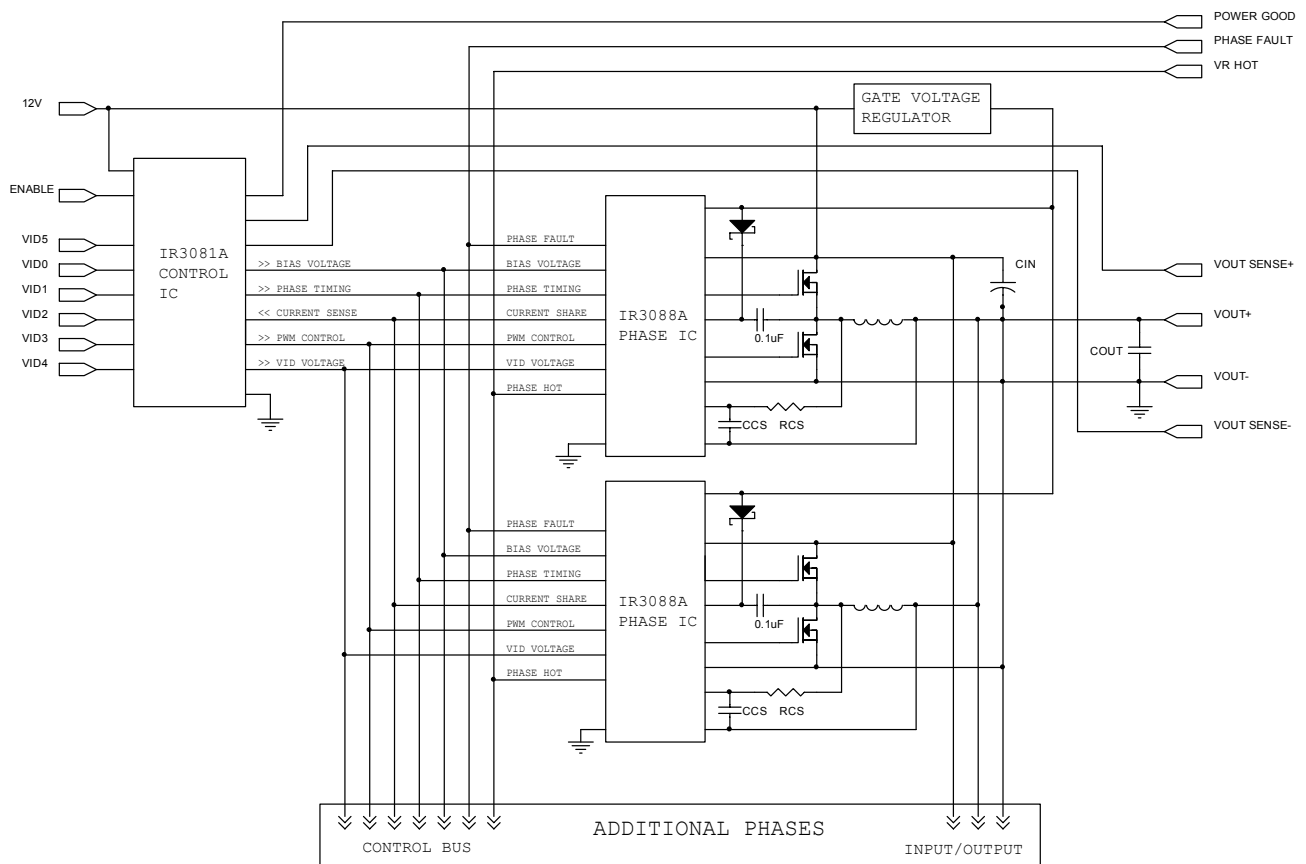 POWER GOOD
PHASE FAULT
VR HOT
12V
GATE VOLTAGE
REGULATOR
ENABLE
VID5
VID0
VID1
VID2
VID3
VID4
IR3081A
CONTROL
IC
>> BIAS VOLTAGE
>> PHASE TIMING
<< CURRENT SENSE
>> PWM CONTROL
>> VID VOLTAGE
PHASE FAULT
BIAS VOLTAGE
PHASE TIMING
CURRENT SHARE
PWM CONTROL
VID VOLTAGE
PHASE HOT
IR3088A
PHASE IC
0.1uF
CCS
RCS
CIN
COUT
VOUT SENSE+
VOUT+
VOUT-
VOUT SENSE-
PHASE FAULT
BIAS VOLTAGE
PHASE TIMING
CURRENT SHARE
PWM CONTROL
VID VOLTAGE
PHASE HOT
IR3088A
PHASE IC
0.1uF
CCS
RCS
ADDITIONAL PHASES
CONTROL BUS
INPUT/OUTPUT